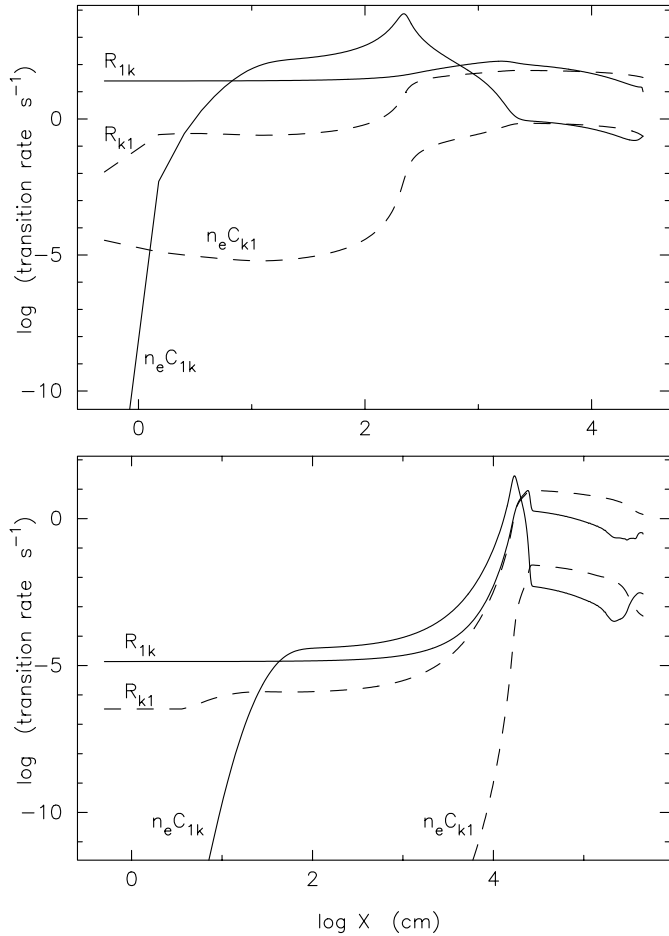 log (transition rate s⁻¹)
0
−5
−10
R₁ₖ
Rₖ₁
nₑCₖ₁
nₑC₁ₖ
0
2
4
log (transition rate s⁻¹)
0
−5
−10
R₁ₖ
Rₖ₁
nₑC₁ₖ
nₑCₖ₁
0
2
4
log X (cm)